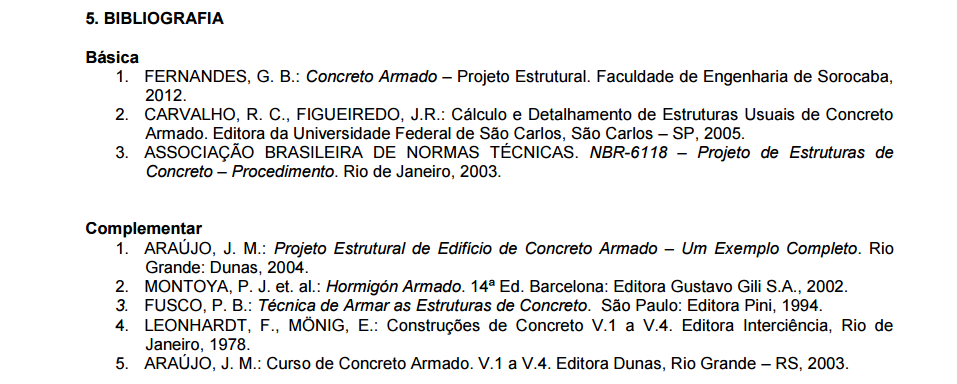 5. BIBLIOGRAFIA
Básica
1. FERNANDES, G. B.: Concreto Armado – Projeto Estrutural. Faculdade de Engenharia de Sorocaba,
2012.
2. CARVALHO, R. C., FIGUEIREDO, J.R.: Cálculo e Detalhamento de Estruturas Usuais de Concreto
Armado. Editora da Universidade Federal de São Carlos, São Carlos – SP, 2005.
3. ASSOCIAÇÃO BRASILEIRA DE NORMAS TÉCNICAS. NBR-6118 – Projeto de Estruturas de
Concreto – Procedimento. Rio de Janeiro, 2003.
Complementar
1. ARAÚJO, J. M.: Projeto Estrutural de Edifício de Concreto Armado – Um Exemplo Completo. Rio
Grande: Dunas, 2004.
2. MONTOYA, P. J. et. al.: Hormigón Armado. 14ª Ed. Barcelona: Editora Gustavo Gili S.A., 2002.
3. FUSCO, P. B.: Técnica de Armar as Estruturas de Concreto. São Paulo: Editora Pini, 1994.
4. LEONHARDT, F., MÖNIG, E.: Construções de Concreto V.1 a V.4. Editora Interciência, Rio de
Janeiro, 1978.
5. ARAÚJO, J. M.: Curso de Concreto Armado. V.1 a V.4. Editora Dunas, Rio Grande – RS, 2003.